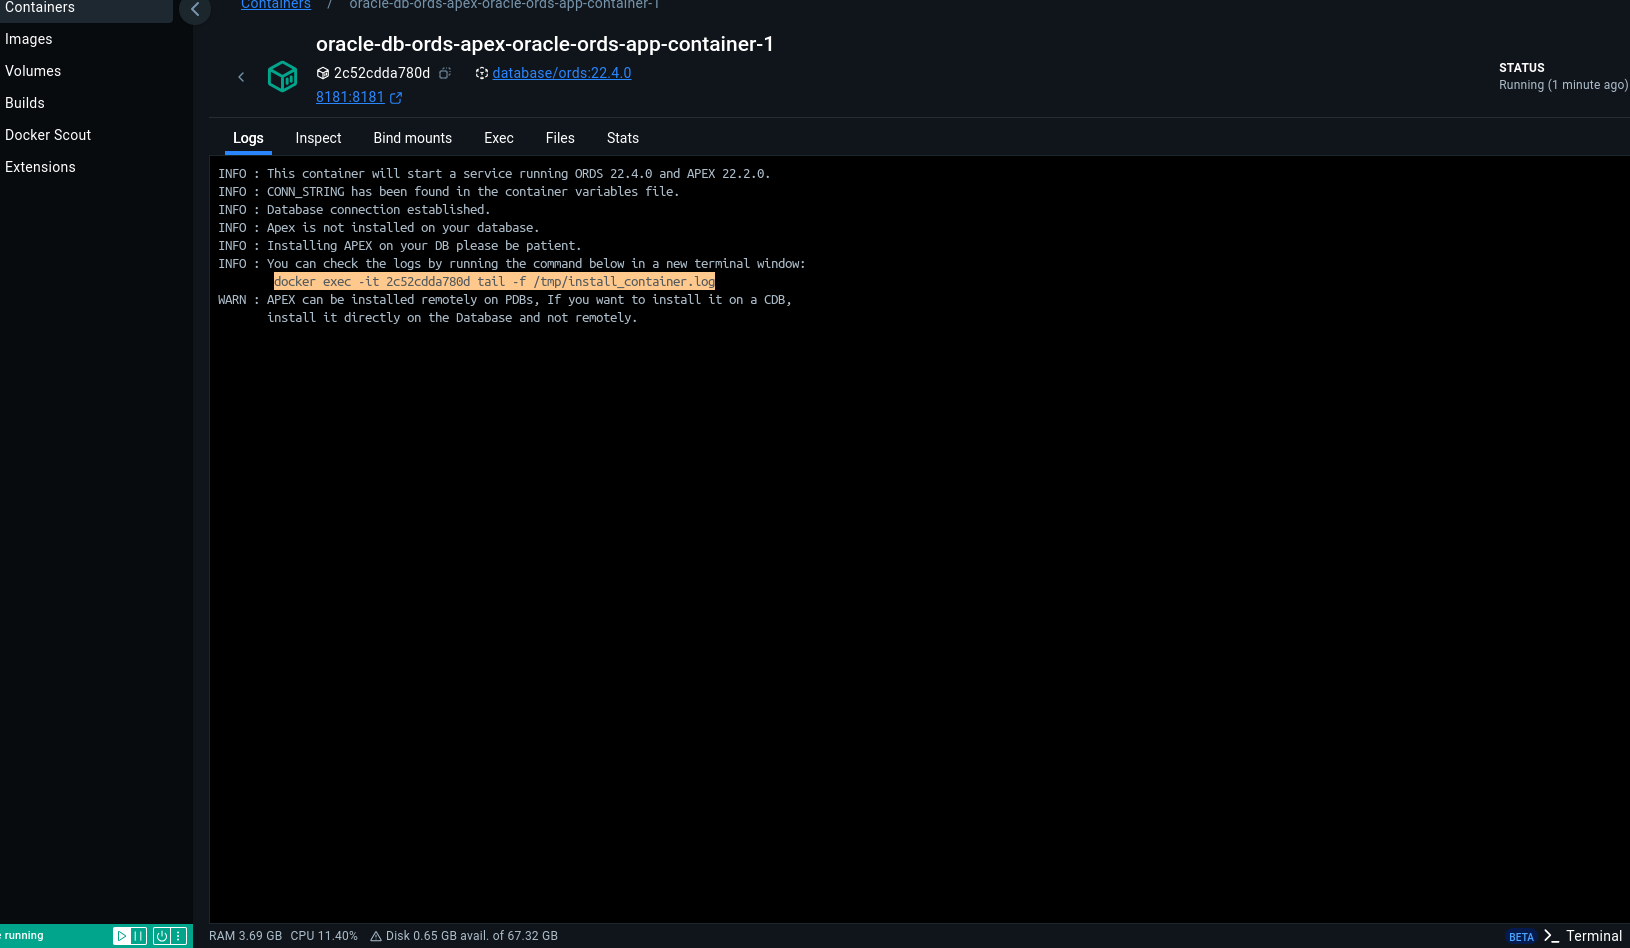 Containers
Images
Volumes
Builds
Docker Scout
Extensions
Containers / oracle-db-ords-apex-oracle-ords-app-container-1
oracle-db-ords-apex-oracle-ords-app-container-1
2c52cdda780d database/ords:22.4.0
8181:8181
STATUS
Running (1 minute ago)
Logs Inspect Bind mounts Exec Files Stats
INFO : This container will start a service running ORDS 22.4.0 and APEX 22.2.0.
INFO : CONN_STRING has been found in the container variables file.
INFO : Database connection established.
INFO : Apex is not installed on your database.
INFO : Installing APEX on your DB please be patient.
INFO : You can check the logs by running the command below in a new terminal window:
docker exec -it 2c52cdda780d tail -f /tmp/install_container.log
WARN : APEX can be installed remotely on PDBs, If you want to install it on a CDB,
install it directly on the Database and not remotely.
running
RAM 3.69 GB CPU 11.40% Disk 0.65 GB avail. of 67.32 GB
BETA >_ Terminal